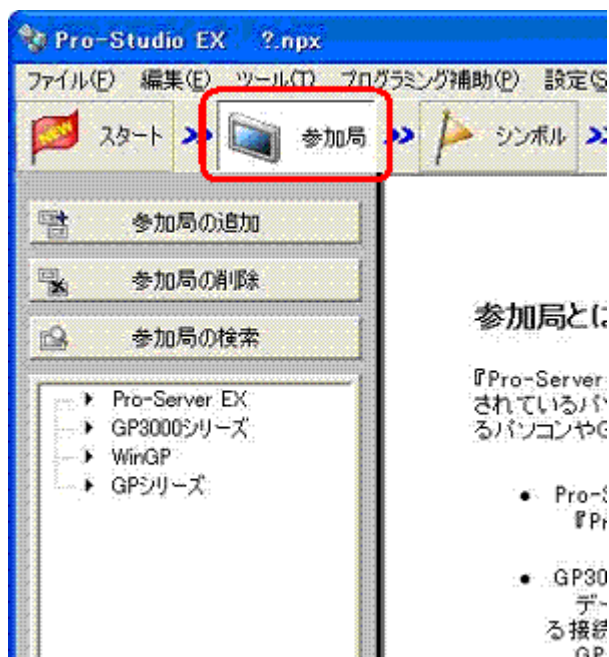 Pro-Studio EX ?.npx
ファイル(F) 編集(E) ツール(T) プログラミング補助(P) 設定(S
NEW スタート 参加局 シンボル
参加局の追加
参加局の削除
参加局の検索
Pro-Server EX
GP3000シリーズ
WinGP
GPシリーズ
参加局とは
『Pro-Server
されているパソ
るパソコンやG
Pro-S
『Pr
GP30
デー
る接続
GP